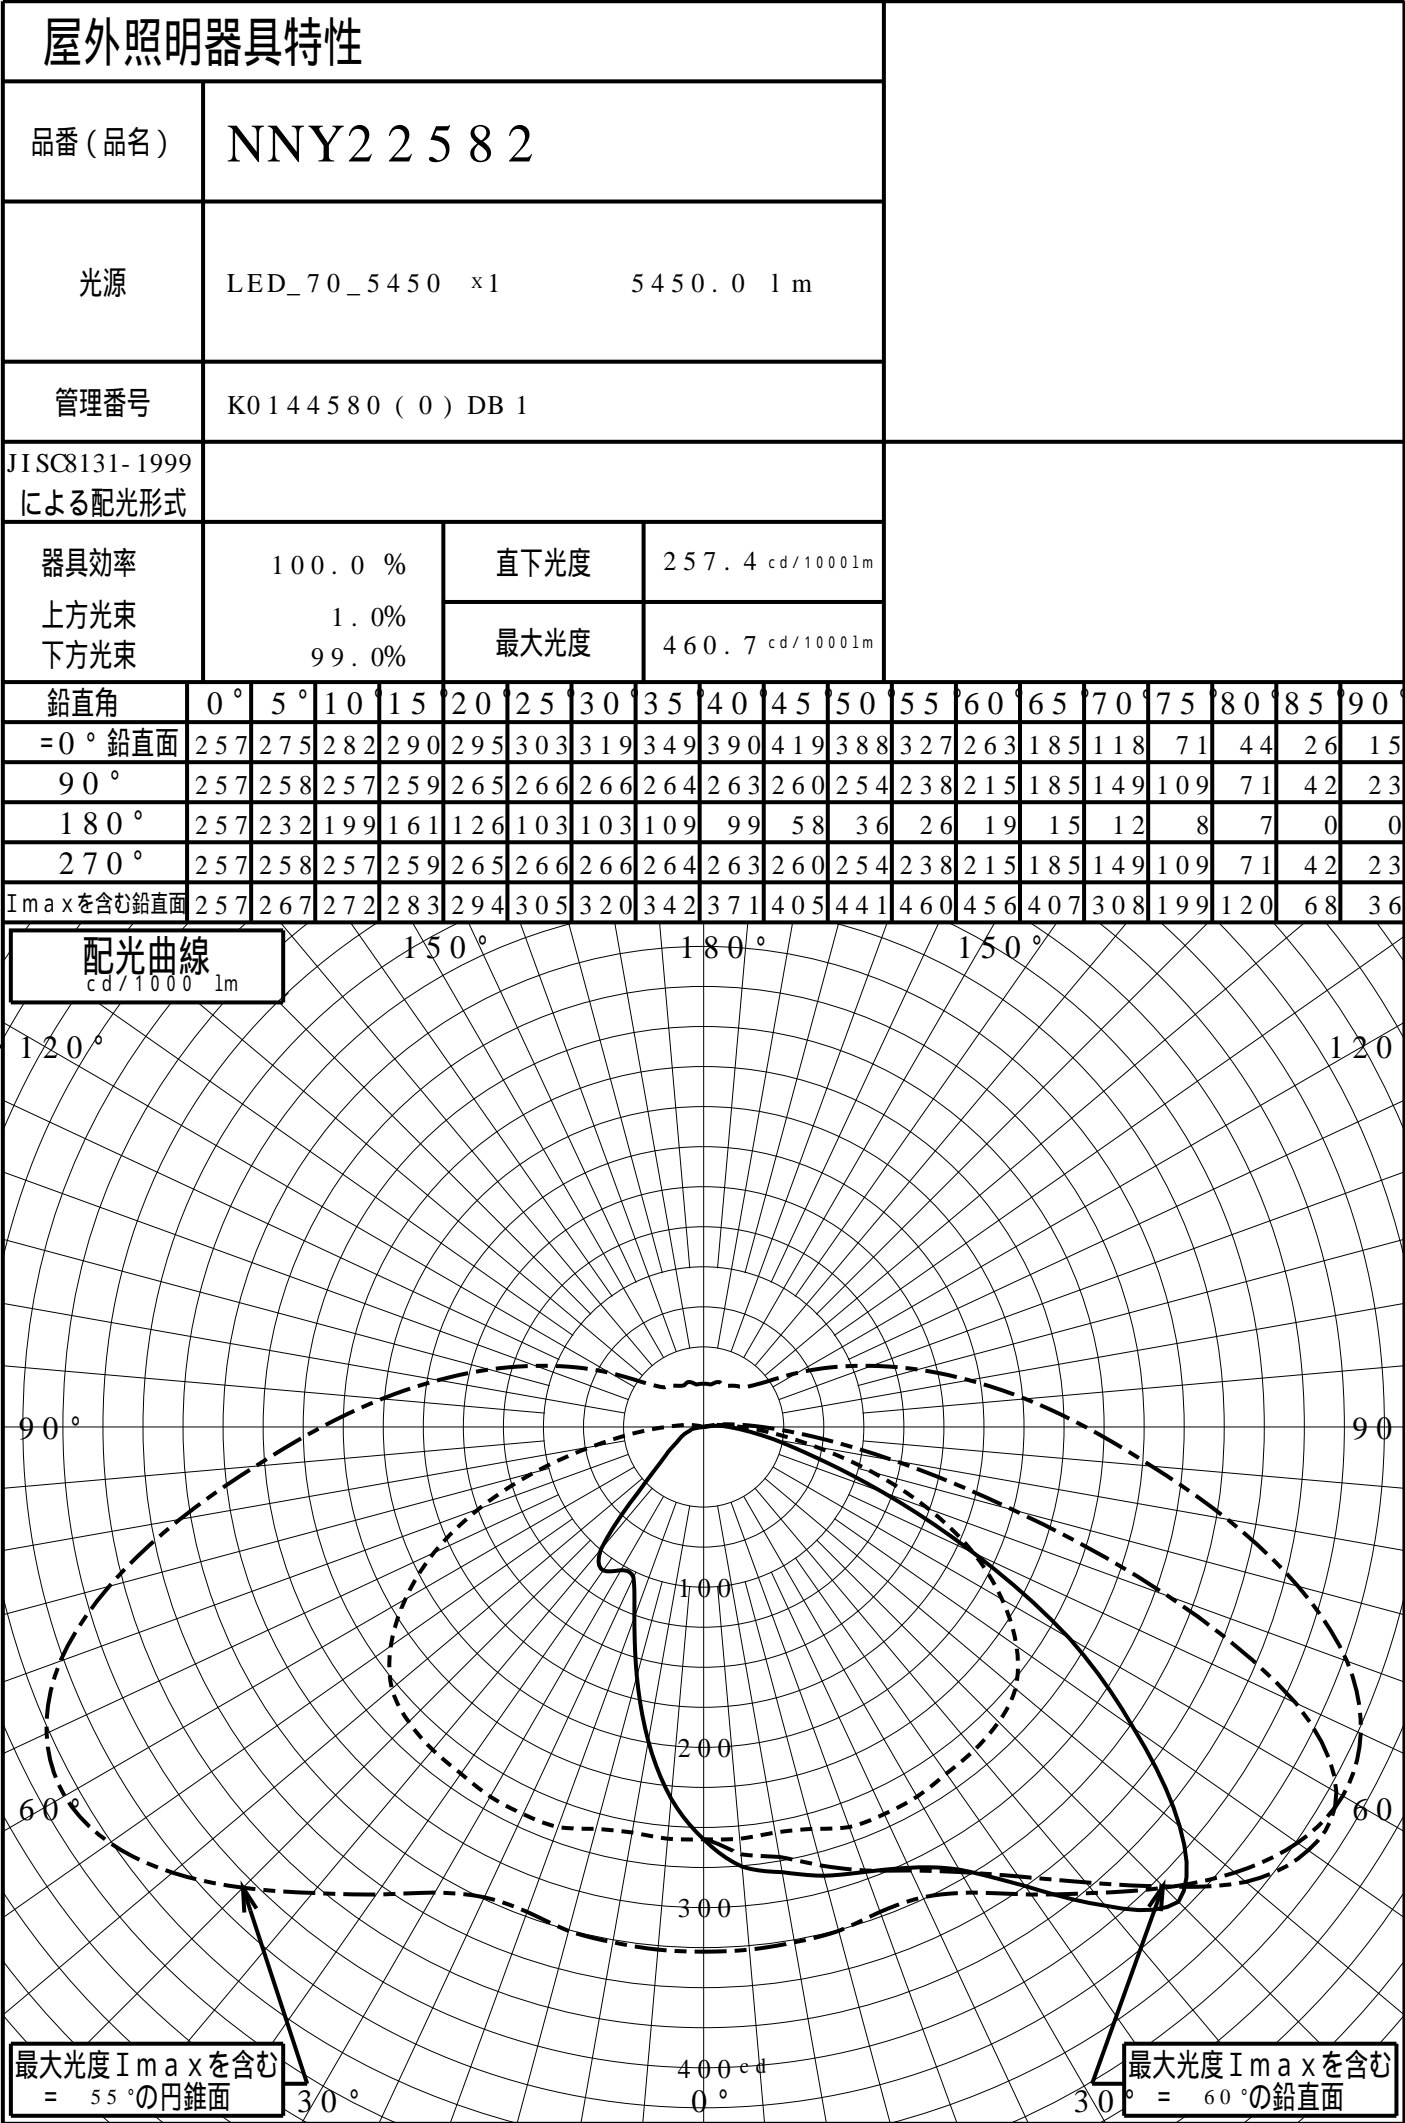 屋外照明器具特性
品番(品名) NNY22582
光源 LED_70_5450 x1 5450.0 lm
管理番号 K0144580(0)DB1
JISC8131-1999
による配光形式
器具効率 100.0 % 直下光度 257.4 cd/1000lm
上方光束 1.0%
下方光束 99.0% 最大光度 460.7 cd/1000lm
鉛直角 0° 5° 10° 15° 20° 25° 30° 35° 40° 45° 50° 55° 60° 65° 70° 75° 80° 85° 90°
=0°鉛直面 257 275 282 290 295 303 319 349 390 419 388 327 263 185 118 71 44 26 15
90° 257 258 257 259 265 266 266 264 263 260 254 238 215 185 149 109 71 42 23
180° 257 232 199 161 126 103 103 109 99 58 36 26 19 15 12 8 7 0 0
270° 257 258 257 259 265 266 266 264 263 260 254 238 215 185 149 109 71 42 23
Imaxを含む鉛直面 257 267 272 283 294 305 320 342 371 405 441 460 456 407 308 199 120 68 36
配光曲線
cd/1000 lm
150° 180° 150°
120° 120
90° 90
100
200
60° 60
300
400cd
30° 0° 30°
最大光度Imaxを含む
= 55°の円錐面
最大光度Imaxを含む
= 60°の鉛直面